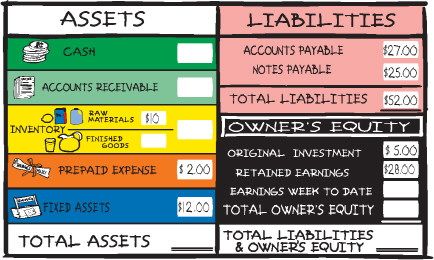 ASSETS
CASH
ACCOUNTS RECEIVABLE
INVENTORY
RAW MATERIALS $10
FINISHED GOODS
PREPAID EXPENSE $2.00
FIXED ASSETS $12.00
TOTAL ASSETS
LIABILITIES
ACCOUNTS PAYABLE $27.00
NOTES PAYABLE $25.00
TOTAL LIABILITIES $52.00
OWNER'S EQUITY
ORIGINAL INVESTMENT $5.00
RETAINED EARNINGS $28.00
EARNINGS WEEK TO DATE
TOTAL OWNER'S EQUITY
TOTAL LIABILITIES
& OWNER'S EQUITY